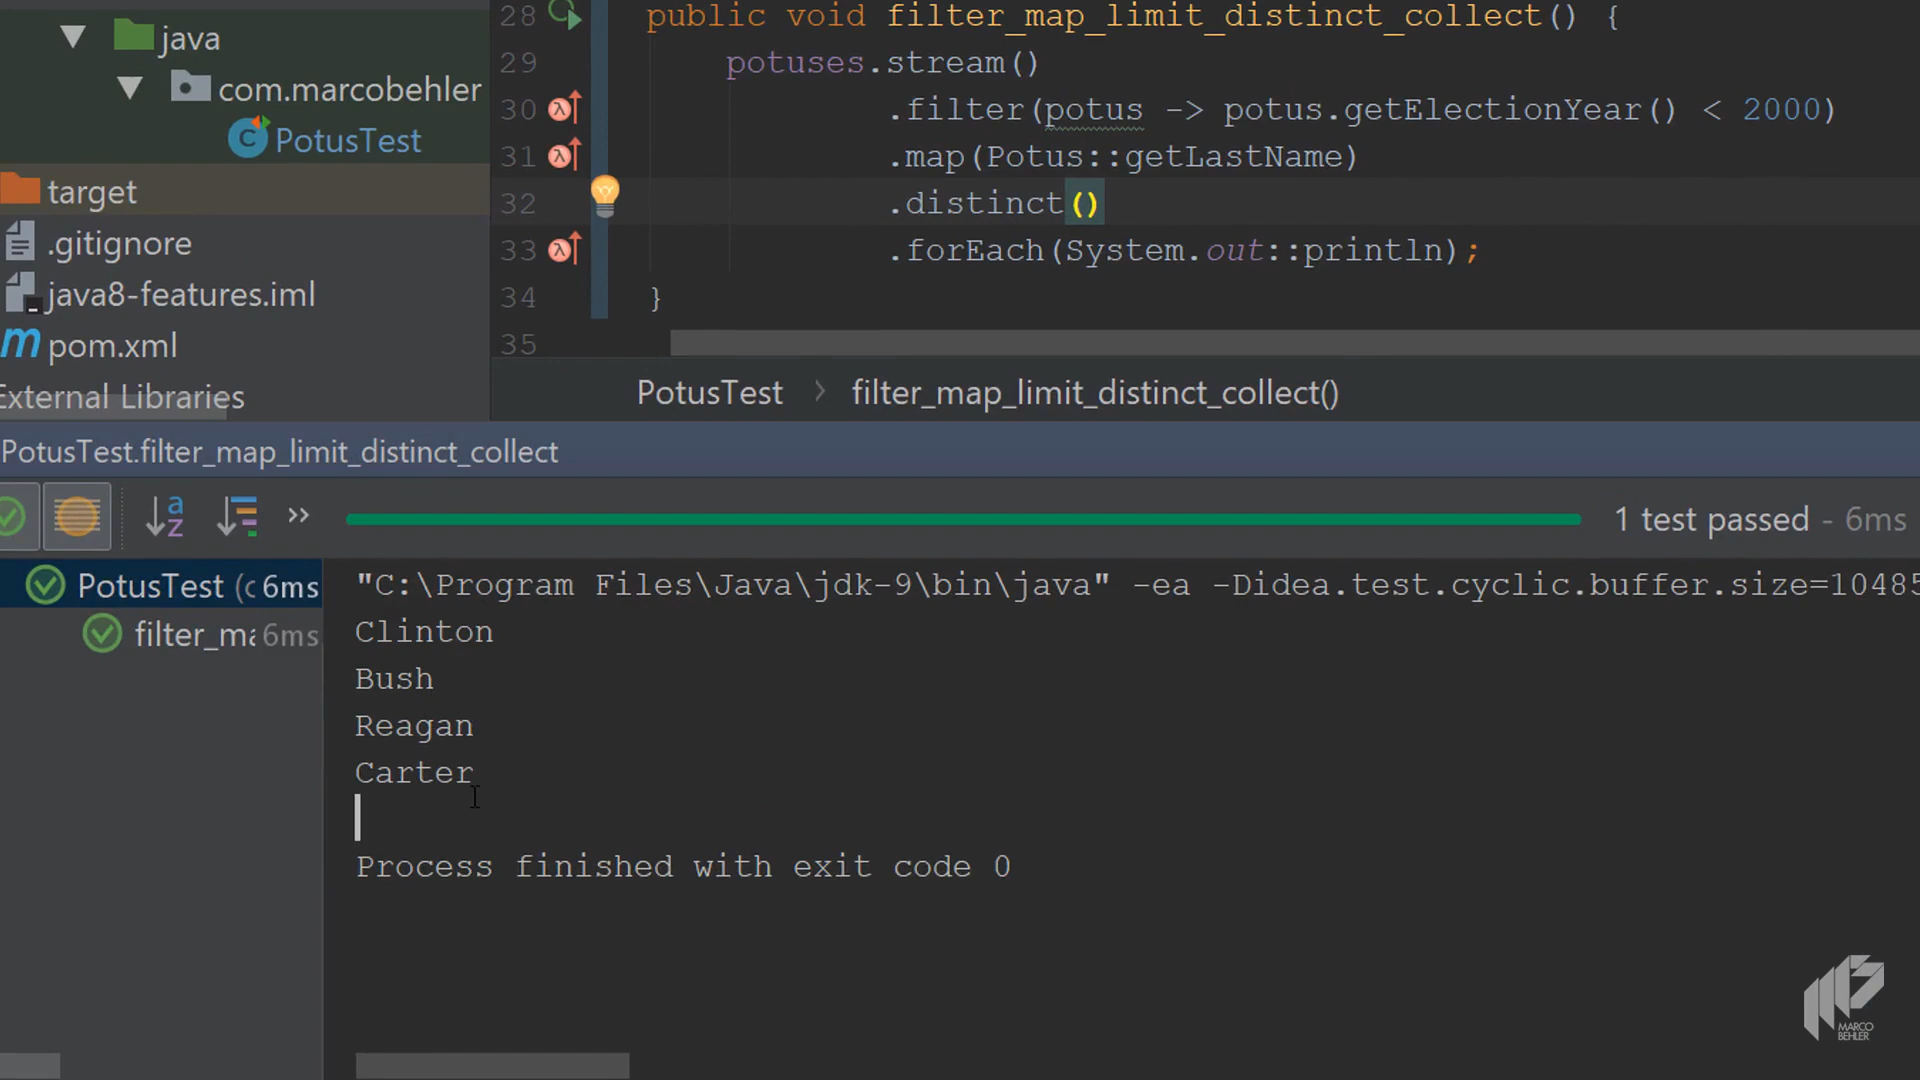 java
com.marcobehler
PotusTest
target
.gitignore
java8-features.iml
pom.xml
External Libraries
28 public void filter_map_limit_distinct_collect() {
29 potuses.stream()
30 .filter(potus -> potus.getElectionYear() < 2000)
31 .map(Potus::getLastName)
32 .distinct()
33 .forEach(System.out::println);
34 }
35
PotusTest > filter_map_limit_distinct_collect()
PotusTest.filter_map_limit_distinct_collect
1 test passed - 6ms
PotusTest (c 6ms
filter_ma 6ms
"C:\Program Files\Java\jdk-9\bin\java" -ea -Didea.test.cyclic.buffer.size=10485
Clinton
Bush
Reagan
Carter
Process finished with exit code 0
MARCO
BEHLER